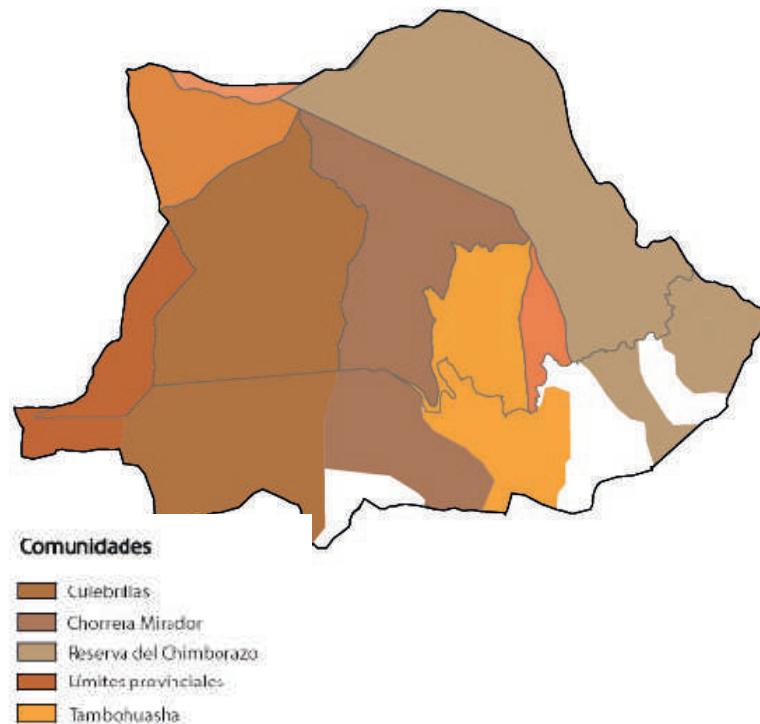 Comunidades
Culebrillas
Chorrera Mirador
Reserva del Chimborazo
Límites provinciales
Tambohuasha